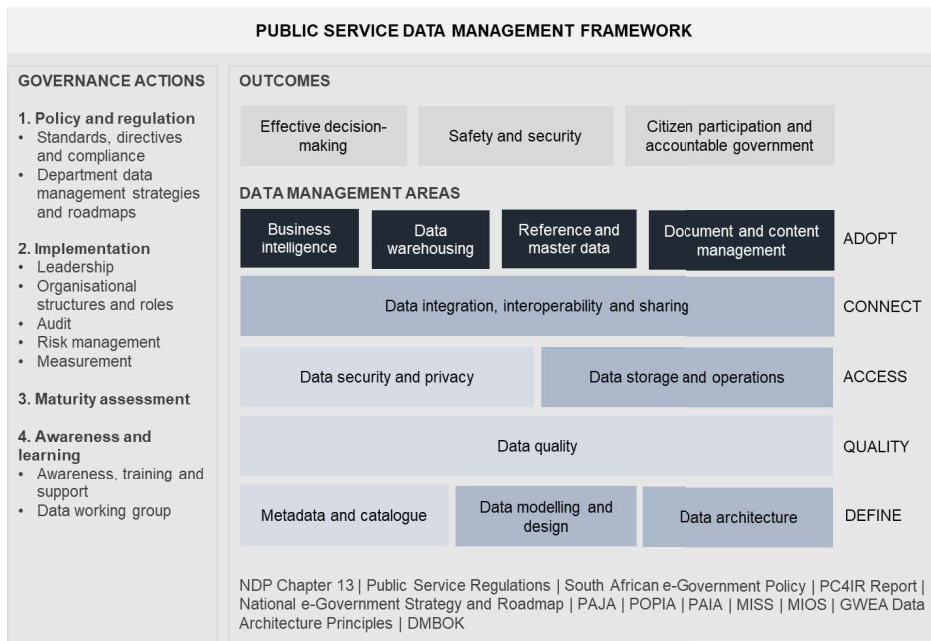 PUBLIC SERVICE DATA MANAGEMENT FRAMEWORK
GOVERNANCE ACTIONS
1. Policy and regulation
• Standards, directives
and compliance
• Department data
management strategies
and roadmaps
2. Implementation
• Leadership
• Organisational
structures and roles
• Audit
• Risk management
• Measurement
3. Maturity assessment
4. Awareness and
learning
• Awareness, training and
support
• Data working group
OUTCOMES
Effective decision-
making
Safety and security
Citizen participation and
accountable government
DATA MANAGEMENT AREAS
Business
intelligence
Data
warehousing
Reference and
master data
Document and content
management
ADOPT
Data integration, interoperability and sharing
CONNECT
Data security and privacy
Data storage and operations
ACCESS
Data quality
QUALITY
Metadata and catalogue
Data modelling and
design
Data architecture
DEFINE
NDP Chapter 13 | Public Service Regulations | South African e-Government Policy | PC4IR Report |
National e-Government Strategy and Roadmap | PAJA | POPIA | PAIA | MISS | MIOS | GWEA Data
Architecture Principles | DMBOK